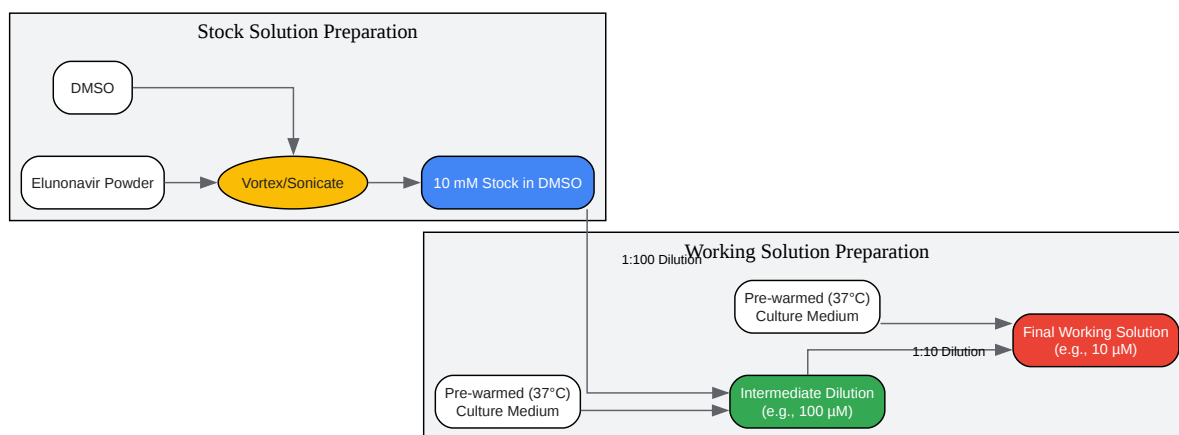 Stock Solution Preparation
DMSO
Elunonavir Powder
Vortex/Sonicate
10 mM Stock in DMSO
Working Solution Preparation
1:100 Dilution
Pre-warmed (37°C)
Culture Medium
Final Working Solution
(e.g., 10 µM)
1:10 Dilution
Pre-warmed (37°C)
Culture Medium
Intermediate Dilution
(e.g., 100 µM)